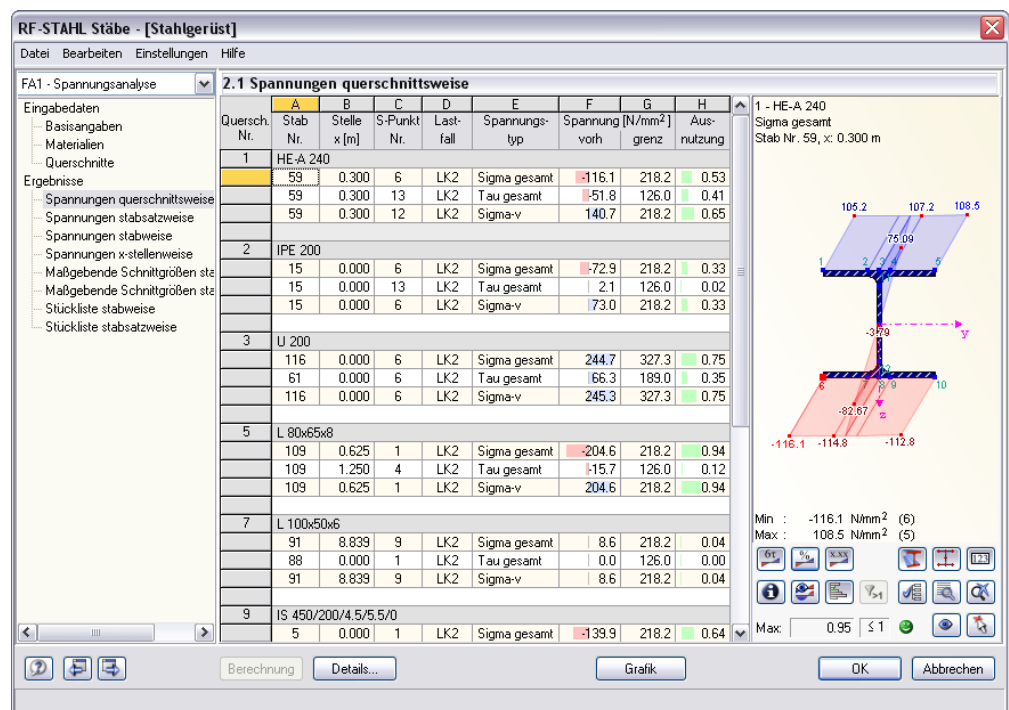 RF-STAHL Stäbe - [Stahlgerüst]
Datei Bearbeiten Einstellungen Hilfe
FA1 - Spannungsanalyse
Eingabedaten
Basisangaben
Materialien
Querschnitte
Ergebnisse
Spannungen querschnittsweise
Spannungen stabsatzweise
Spannungen stabweise
Spannungen x-stellenweise
Maßgebende Schnittgrößen sta
Maßgebende Schnittgrößen sta
Stückliste stabweise
Stückliste stabsatzweise
2.1 Spannungen querschnittsweise
A B C D E F G H
Quersch. Stab Stelle S-Punkt Last- Spannungs- Spannung [N/mm²] Aus-
Nr. Nr. x [m] Nr. fall typ vorh grenz nutzung
1 HE-A 240
59 0.300 6 LK2 Sigma gesamt -116.1 218.2 0.53
59 0.300 13 LK2 Tau gesamt -51.8 126.0 0.41
59 0.300 12 LK2 Sigma-v 140.7 218.2 0.65
2 IPE 200
15 0.000 6 LK2 Sigma gesamt -72.9 218.2 0.33
15 0.000 13 LK2 Tau gesamt 2.1 126.0 0.02
15 0.000 6 LK2 Sigma-v 73.0 218.2 0.33
3 U 200
116 0.000 6 LK2 Sigma gesamt 244.7 327.3 0.75
61 0.000 6 LK2 Tau gesamt 66.3 189.0 0.35
116 0.000 6 LK2 Sigma-v 245.3 327.3 0.75
5 L 80x65x8
109 0.625 1 LK2 Sigma gesamt -204.6 218.2 0.94
109 1.250 4 LK2 Tau gesamt -15.7 126.0 0.12
109 0.625 1 LK2 Sigma-v 204.6 218.2 0.94
7 L 100x50x6
91 8.839 9 LK2 Sigma gesamt 8.6 218.2 0.04
88 0.000 1 LK2 Tau gesamt 0.0 126.0 0.00
91 8.839 9 LK2 Sigma-v 8.6 218.2 0.04
9 IS 450/200/4.5/5.5/0
5 0.000 1 LK2 Sigma gesamt -139.9 218.2 0.64
1 - HE-A 240
Sigma gesamt
Stab Nr. 59, x: 0.300 m
105.2 107.2 108.5
75.09
1 2 3 4 5
-3.79
y
6 7 8 9 10
-82.67 z
-116.1 -114.8 -112.8
Min : -116.1 N/mm² (6)
Max : 108.5 N/mm² (5)
στ % x.xx 123
>1
Max: 0.95 ≤ 1
Berechnung Details... Grafik OK Abbrechen